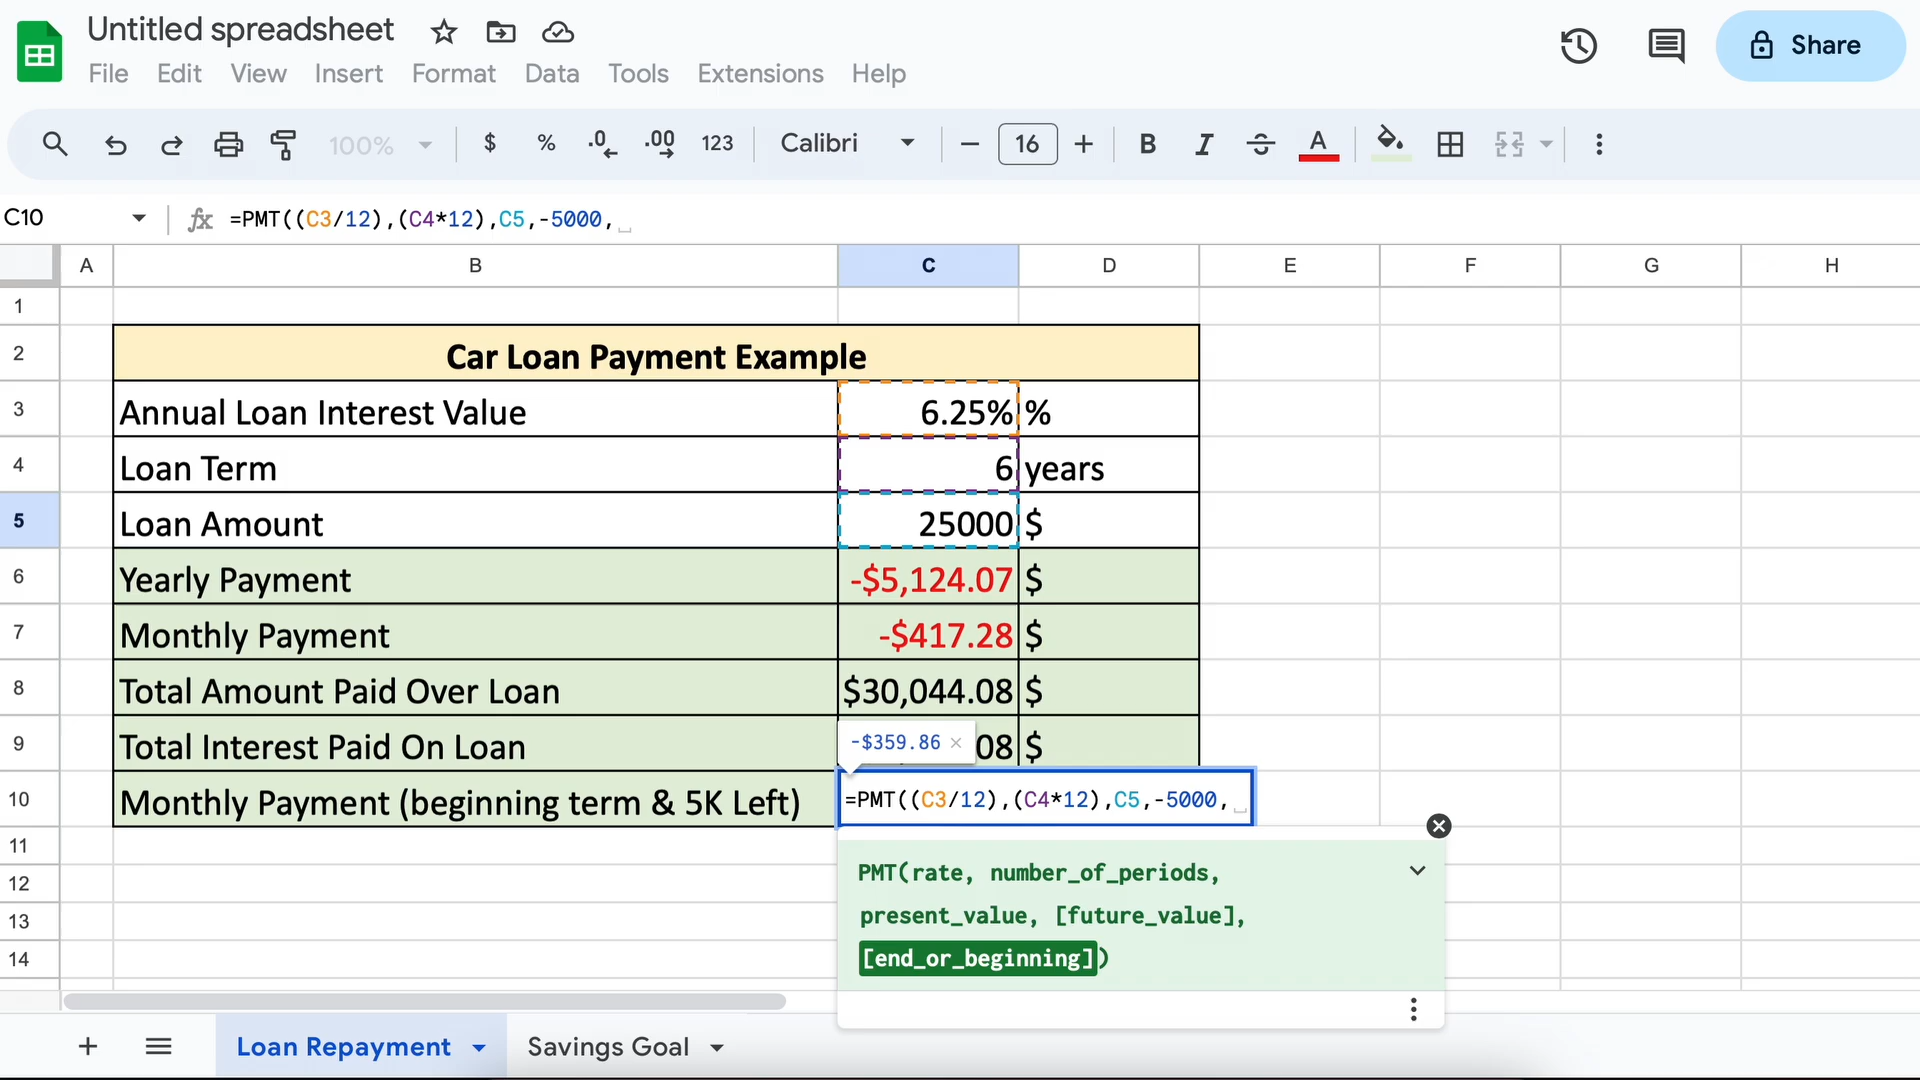 Untitled spreadsheet
File Edit View Insert Format Data Tools Extensions Help
Share
100% $ % .0 .00 123 Calibri 16 B I S A
C10 fx =PMT((C3/12),(C4*12),C5,-5000,
A B C D E F G H
1
2 Car Loan Payment Example
3 Annual Loan Interest Value 6.25% %
4 Loan Term 6 years
5 Loan Amount 25000 $
6 Yearly Payment -$5,124.07 $
7 Monthly Payment -$417.28 $
8 Total Amount Paid Over Loan $30,044.08 $
-$359.86 ×
9 Total Interest Paid On Loan 08 $
10 Monthly Payment (beginning term & 5K Left) =PMT((C3/12),(C4*12),C5,-5000,
11
12
13
14
PMT(rate, number_of_periods,
present_value, [future_value],
[end_or_beginning])
Loan Repayment Savings Goal